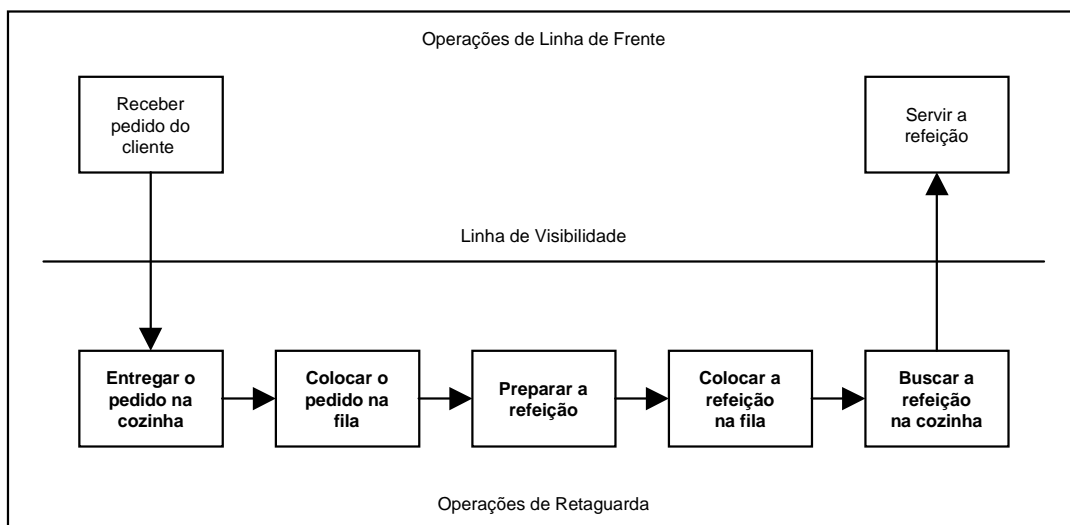 Operações de Linha de Frente
Receber
pedido do
cliente
Servir a
refeição
Linha de Visibilidade
Entregar o
pedido na
cozinha
Colocar o
pedido na
fila
Preparar a
refeição
Colocar a
refeição
na fila
Buscar a
refeição
na cozinha
Operações de Retaguarda